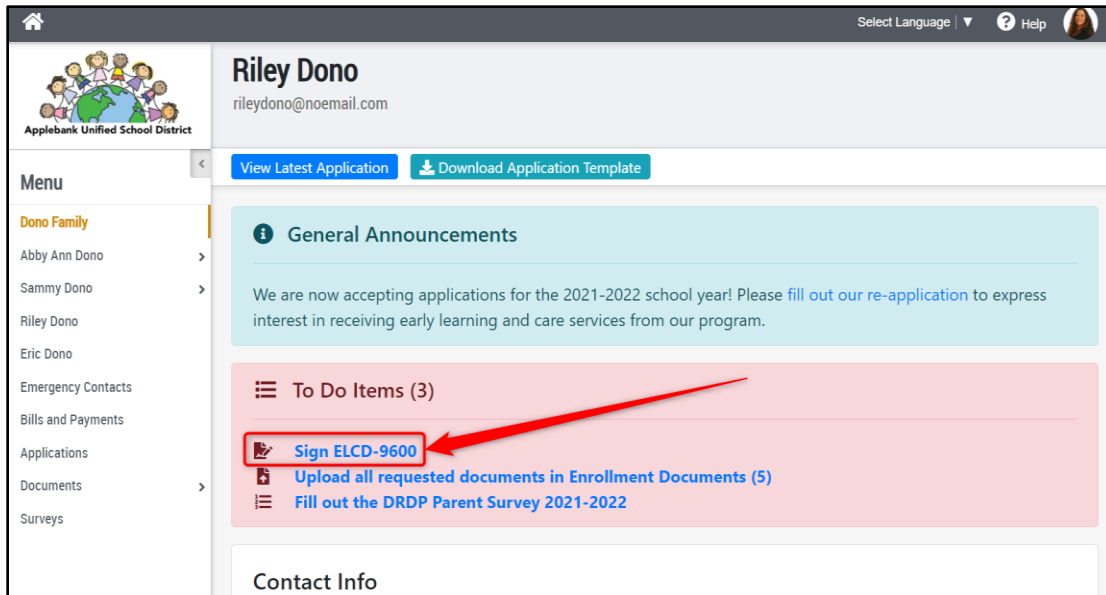 Select Language ▼
Help
Applebank Unified School District
Riley Dono
rileydono@noemail.com
View Latest Application
Download Application Template
Menu
Dono Family
Abby Ann Dono
Sammy Dono
Riley Dono
Eric Dono
Emergency Contacts
Bills and Payments
Applications
Documents
Surveys
General Announcements
We are now accepting applications for the 2021-2022 school year! Please fill out our re-application to express
interest in receiving early learning and care services from our program.
To Do Items (3)
Sign ELCD-9600
Upload all requested documents in Enrollment Documents (5)
Fill out the DRDP Parent Survey 2021-2022
Contact Info